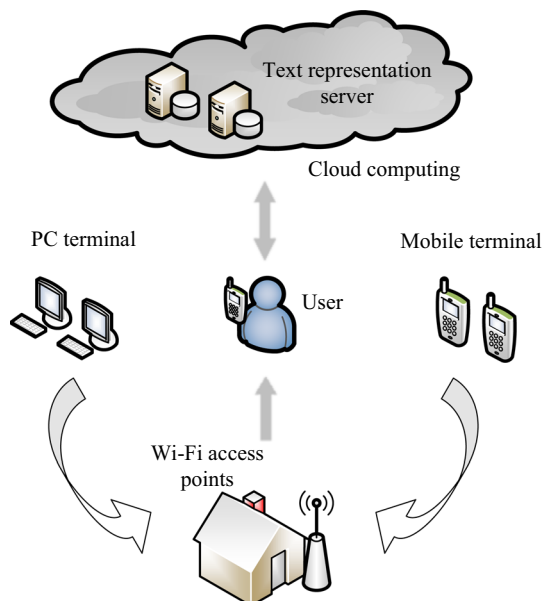 Text representation
server
Cloud computing
PC terminal
Mobile terminal
User
Wi-Fi access
points